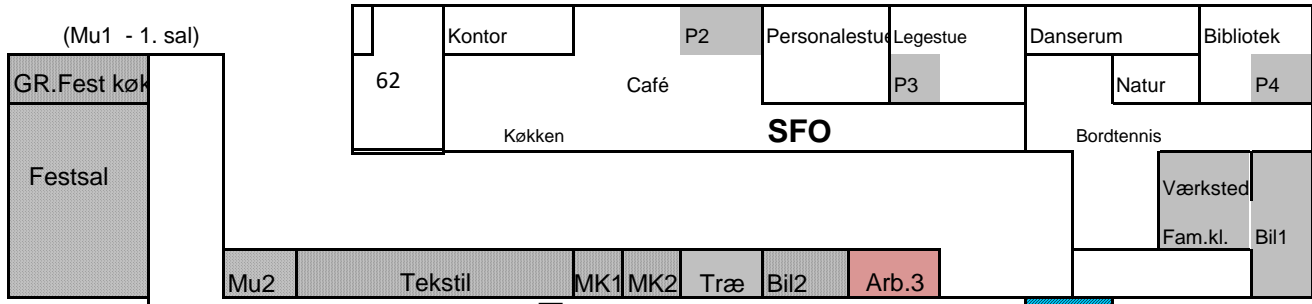 (Mu1 - 1. sal)
Kontor
P2
Personalestue
Legestue
Danserum
Bibliotek
GR.Fest køk
62
Café
P3
Natur
P4
Køkken
SFO
Bordtennis
Festsal
Værksted
Fam.kl.
Bil1
Mu2
Tekstil
MK1
MK2
Træ
Bil2
Arb.3